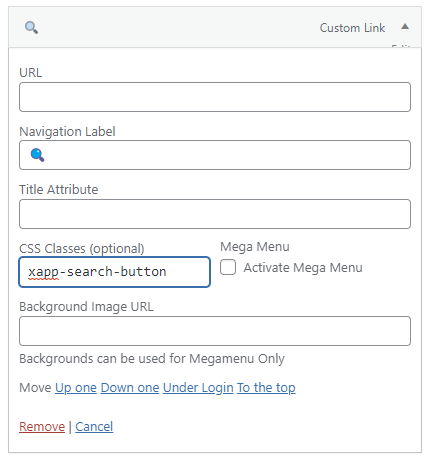 🔍 Custom Link ▲
Edit
URL
Navigation Label
🔍
Title Attribute
CSS Classes (optional)
Mega Menu
xapp-search-button
Activate Mega Menu
Background Image URL
Backgrounds can be used for Megamenu Only
Move Up one Down one Under Login To the top
Remove | Cancel